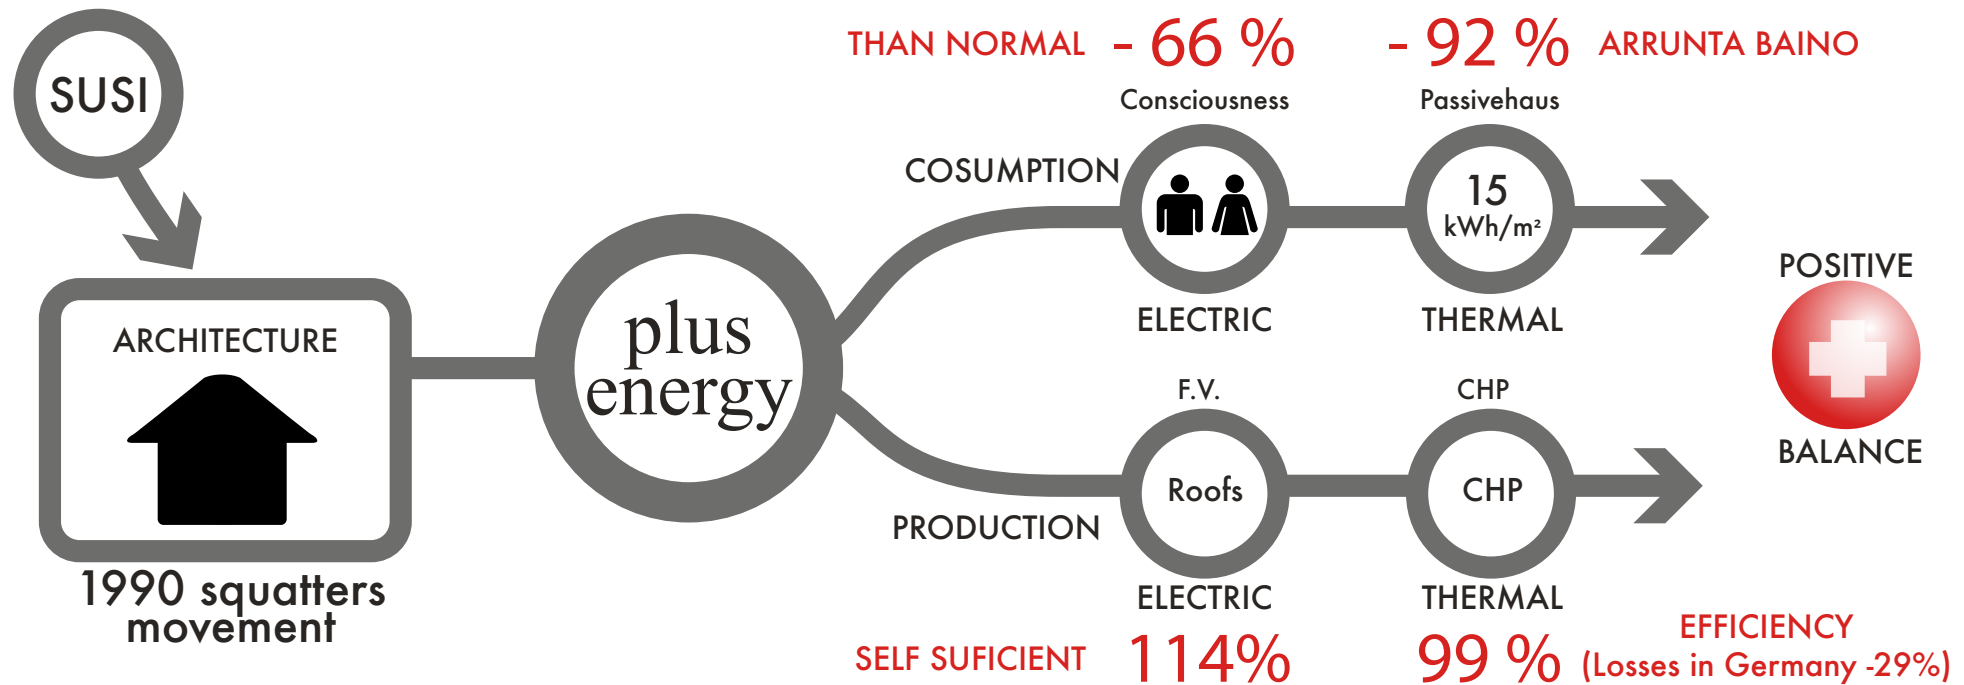 SUSI
ARCHITECTURE
1990 squatters
movement
plus
energy
THAN NORMAL - 66 % - 92 % ARRUNTA BAINO
Consciousness Passivehaus
COSUMPTION
15
kWh/m²
ELECTRIC THERMAL
F.V. CHP
Roofs CHP
PRODUCTION
ELECTRIC THERMAL
SELF SUFICIENT 114% 99 % EFFICIENCY
(Losses in Germany -29%)
POSITIVE
BALANCE